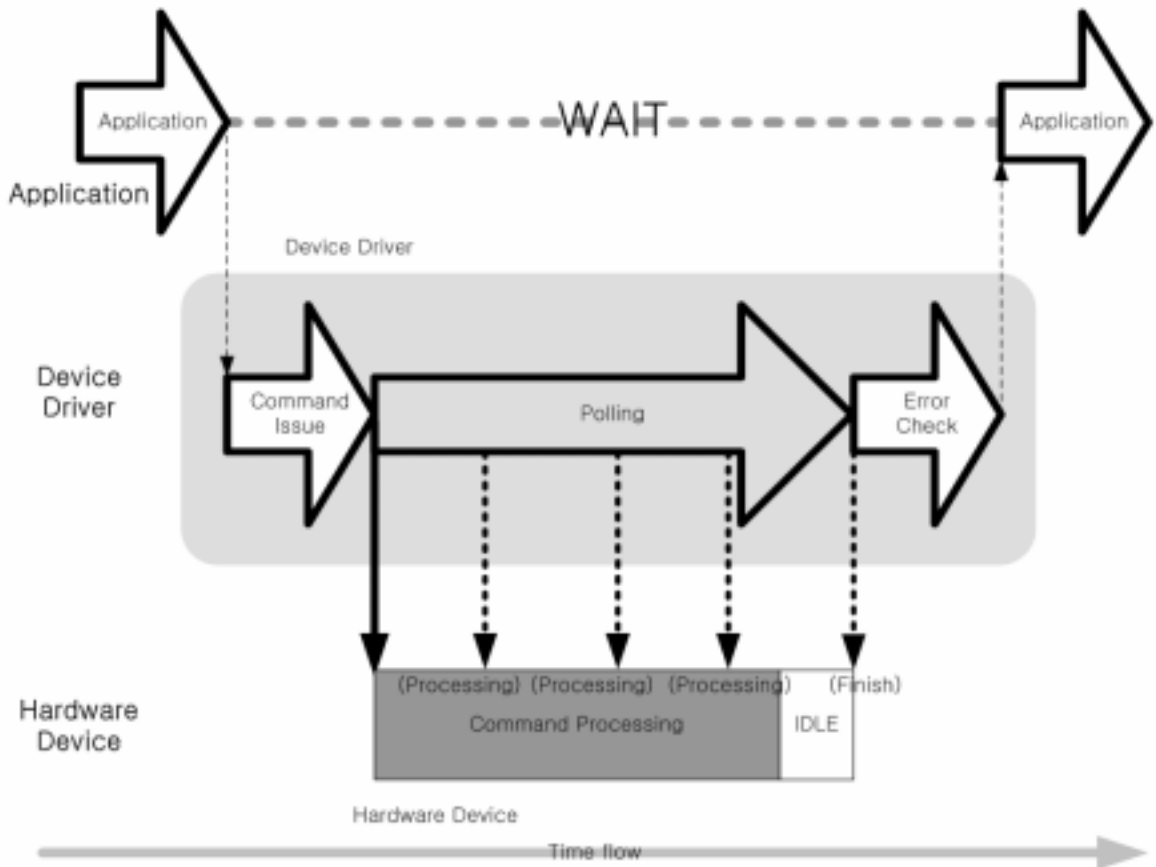 Application
WAIT
Application
Application
Device Driver
Device
Driver
Command
Issue
Polling
Error
Check
(Processing) (Processing) (Processing) (Finish)
Hardware
Device
Command Processing
IDLE
Hardware Device
Time flow